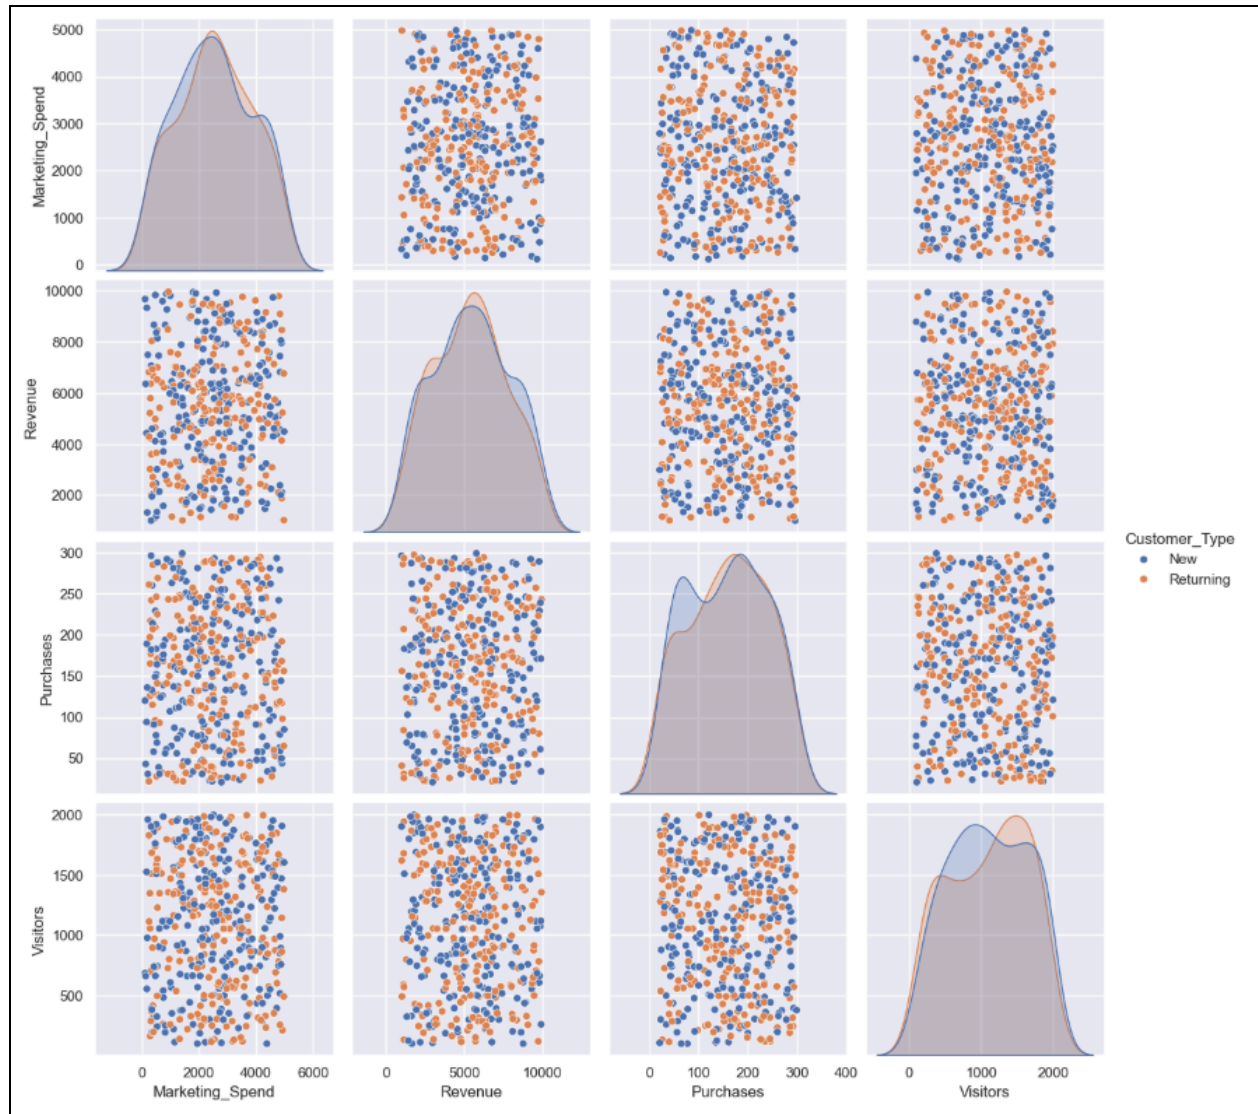 5000
4000
3000
2000
1000
0
Marketing_Spend
10000
8000
6000
4000
2000
Revenue
Customer_Type
New
Returning
300
250
200
150
100
50
Purchases
2000
1500
1000
500
Visitors
0 2000 4000 6000
Marketing_Spend
0 5000 10000
Revenue
0 100 200 300 400
Purchases
0 1000 2000
Visitors